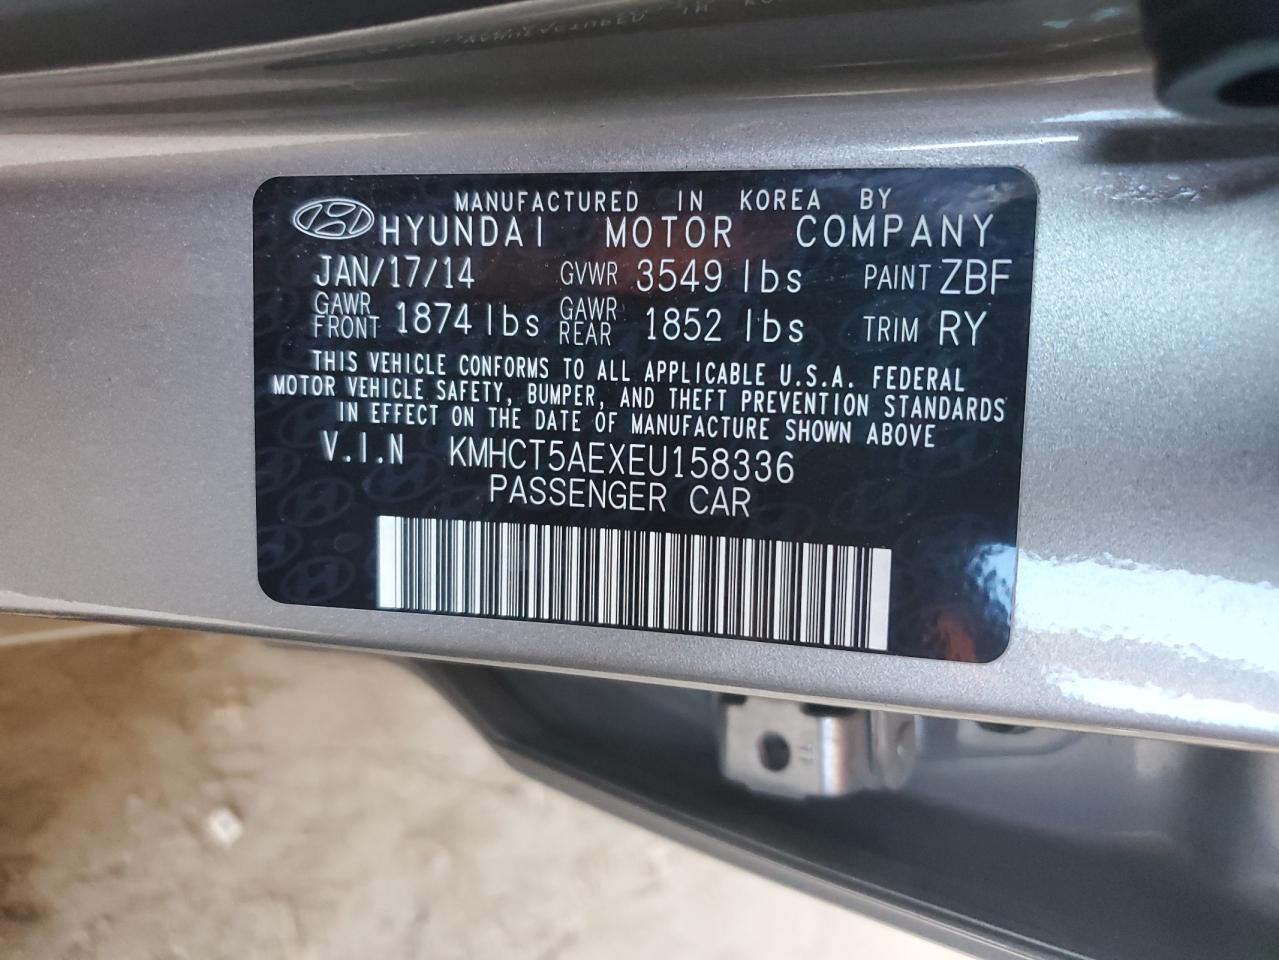 MANUFACTURED IN KOREA BY
HYUNDAI MOTOR COMPANY
JAN/17/14 GVWR 3549 lbs PAINT ZBF
GAWR FRONT 1874 lbs GAWR REAR 1852 lbs TRIM RY
THIS VEHICLE CONFORMS TO ALL APPLICABLE U.S.A. FEDERAL
MOTOR VEHICLE SAFETY, BUMPER, AND THEFT PREVENTION STANDARDS
IN EFFECT ON THE DATE OF MANUFACTURE SHOWN ABOVE
V.I.N KMHCT5AEXEU158336
PASSENGER CAR